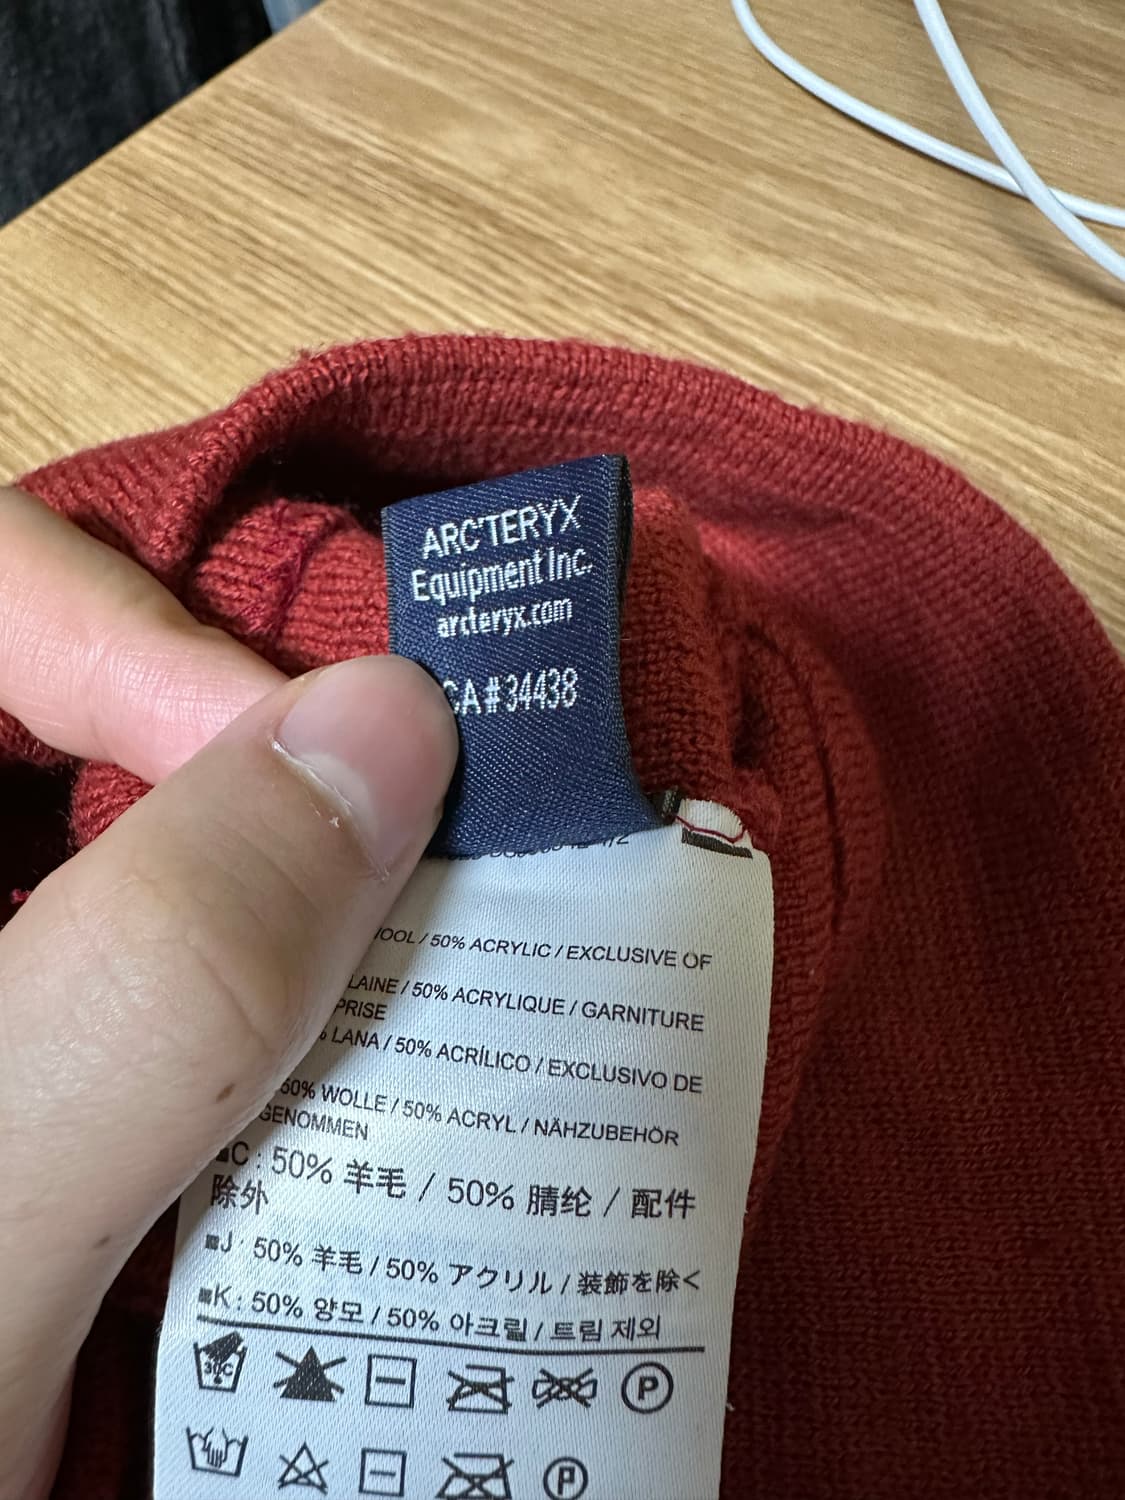 ARC'TERYX
Equipment Inc.
arcteryx.com
CA#34438
/ 50% ACRYLIC / EXCLUSIVE OF
LAINE / 50% ACRYLIQUE / GARNITURE
PRISE
% LANA / 50% ACRÍLICO / EXCLUSIVO DE
50% WOLLE / 50% ACRYL / NÄHZUBEHÖR
GENOMMEN
■C : 50% 羊毛 / 50% 腈纶 / 配件
除外
■J : 50% 羊毛 / 50% アクリル / 装飾を除く
■K : 50% 양모 / 50% 아크릴 / 트림 제외
30C
P
P